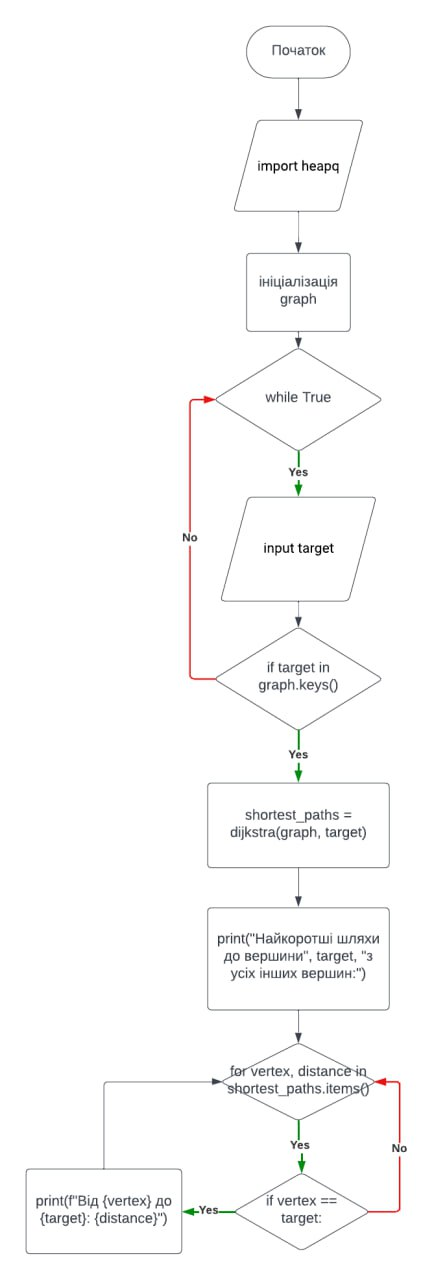 Початок
import heapq
ініціалізація
graph
while True
Yes
No
input target
if target in
graph.keys()
Yes
shortest_paths =
dijkstra(graph, target)
print("Найкоротші шляхи
до вершини", target, "з
усіх інших вершин:")
for vertex, distance in
shortest_paths.items()
Yes
No
if vertex ==
target:
Yes
print(f"Від {vertex} до
{target}: {distance}")